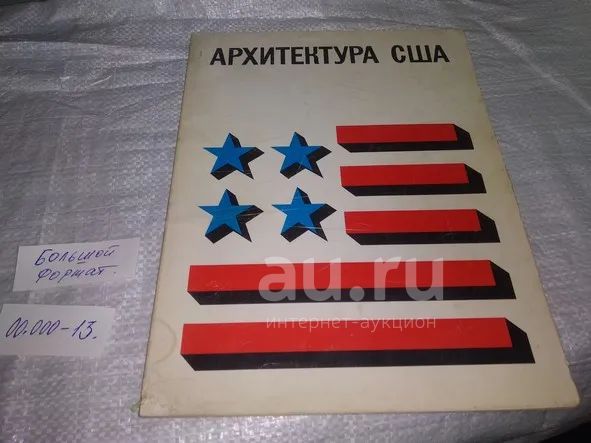 АРХИТЕКТУРА США
БОЛЬШОЙ
ФОРМАТ.
00.000-13.
au.ru
интернет-аукцион